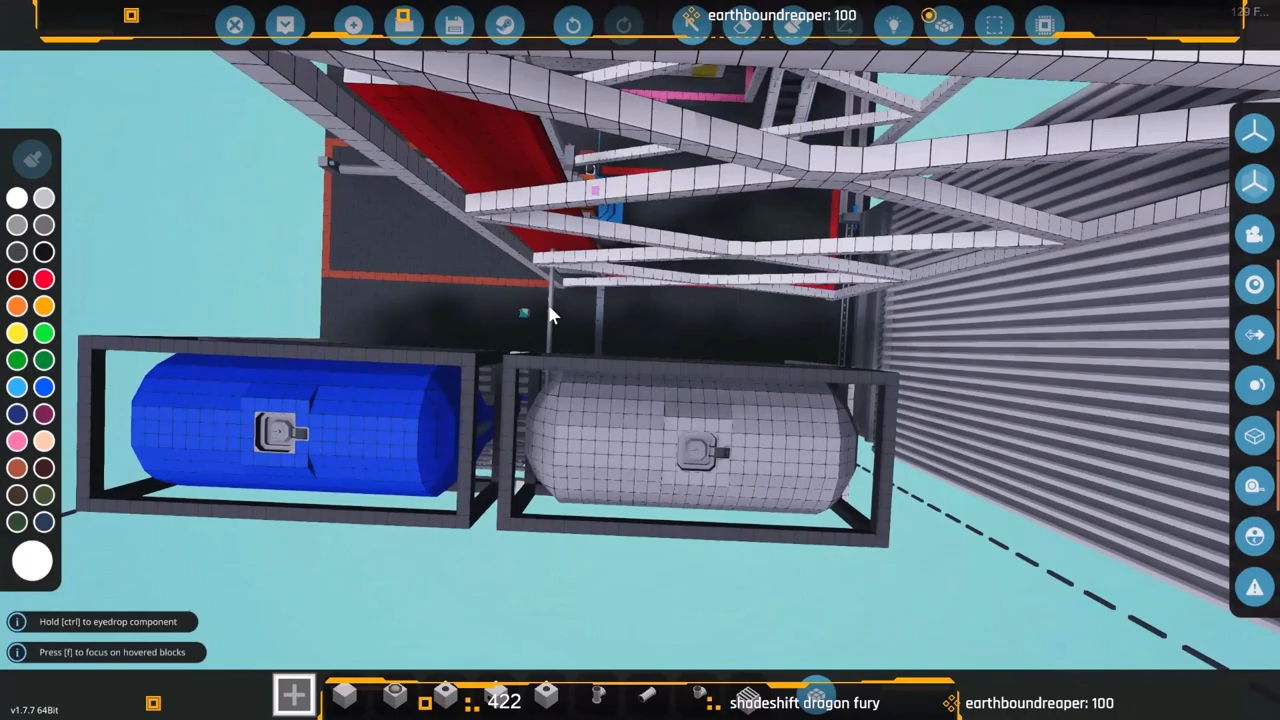 earthboundreaper: 100
129 F...
Hold [ctrl] to eyedrop component
Press [f] to focus on hovered blocks
v1.7.7 64Bit
422
shadeshift dragon fury
earthboundreaper: 100